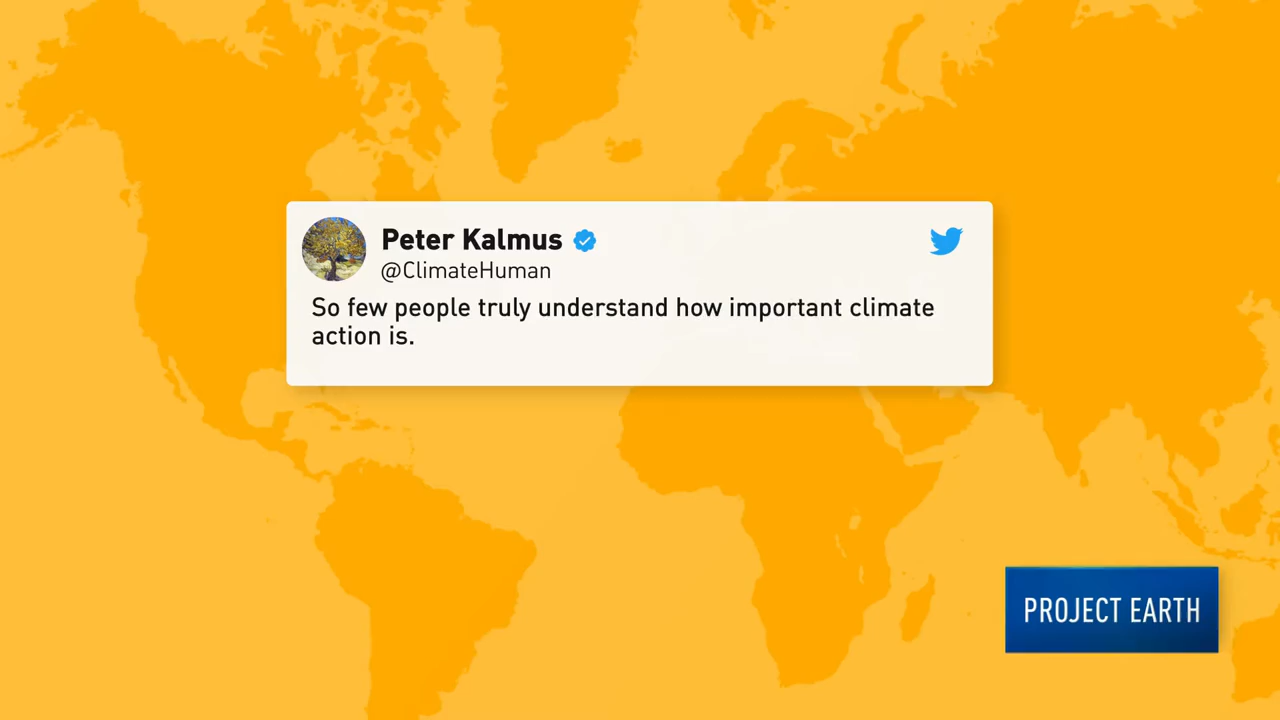 Peter Kalmus
@ClimateHuman
So few people truly understand how important climate
action is.
PROJECT EARTH